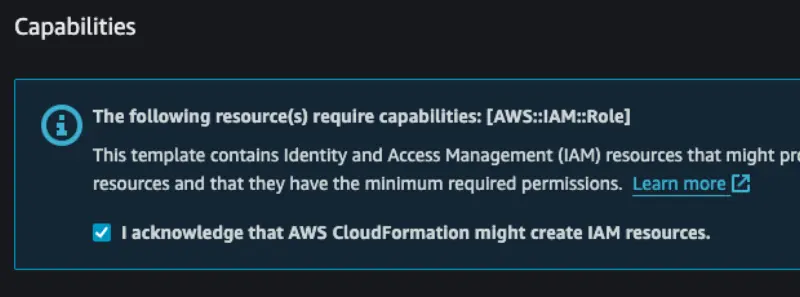 Capabilities
The following resource(s) require capabilities: [AWS::IAM::Role]
This template contains Identity and Access Management (IAM) resources that might
resources and that they have the minimum required permissions. Learn more
I acknowledge that AWS CloudFormation might create IAM resources.